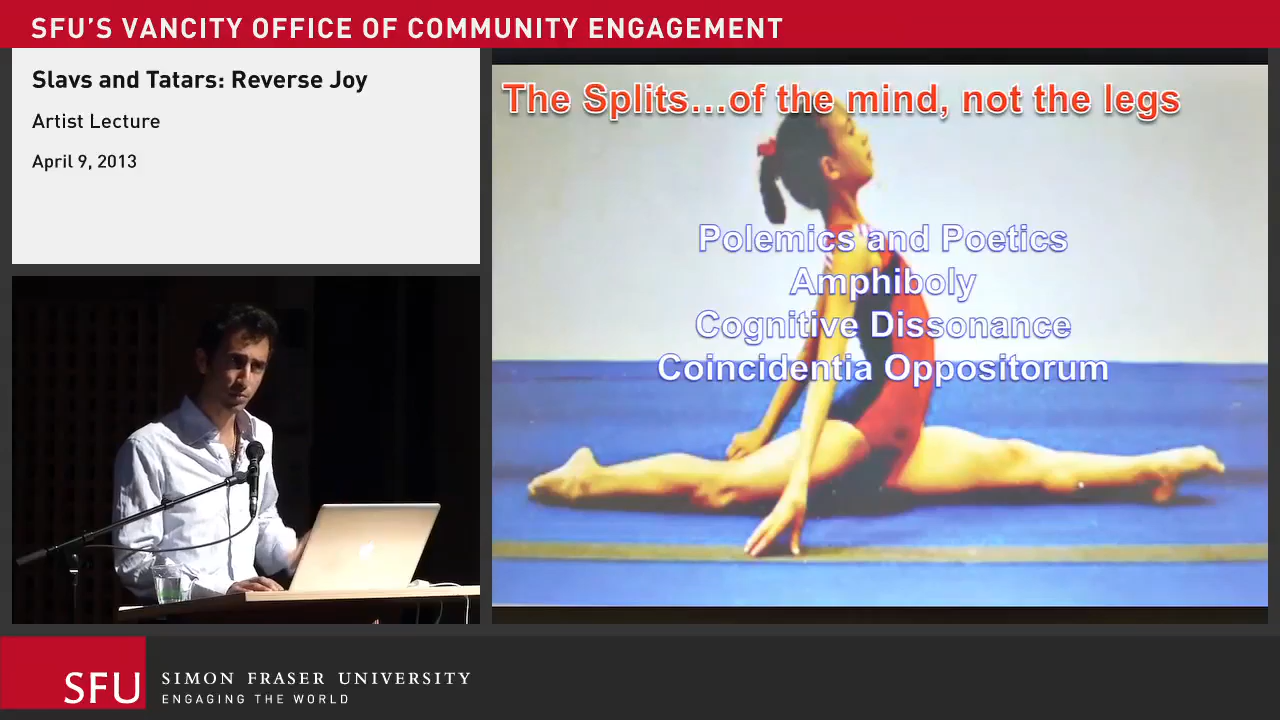 SFU'S VANCITY OFFICE OF COMMUNITY ENGAGEMENT
Slavs and Tatars: Reverse Joy
Artist Lecture
April 9, 2013
The Splits...of the mind, not the legs
Polemics and Poetics
Amphiboly
Cognitive Dissonance
Coincidentia Oppositorum
SFU
SIMON FRASER UNIVERSITY
ENGAGING THE WORLD